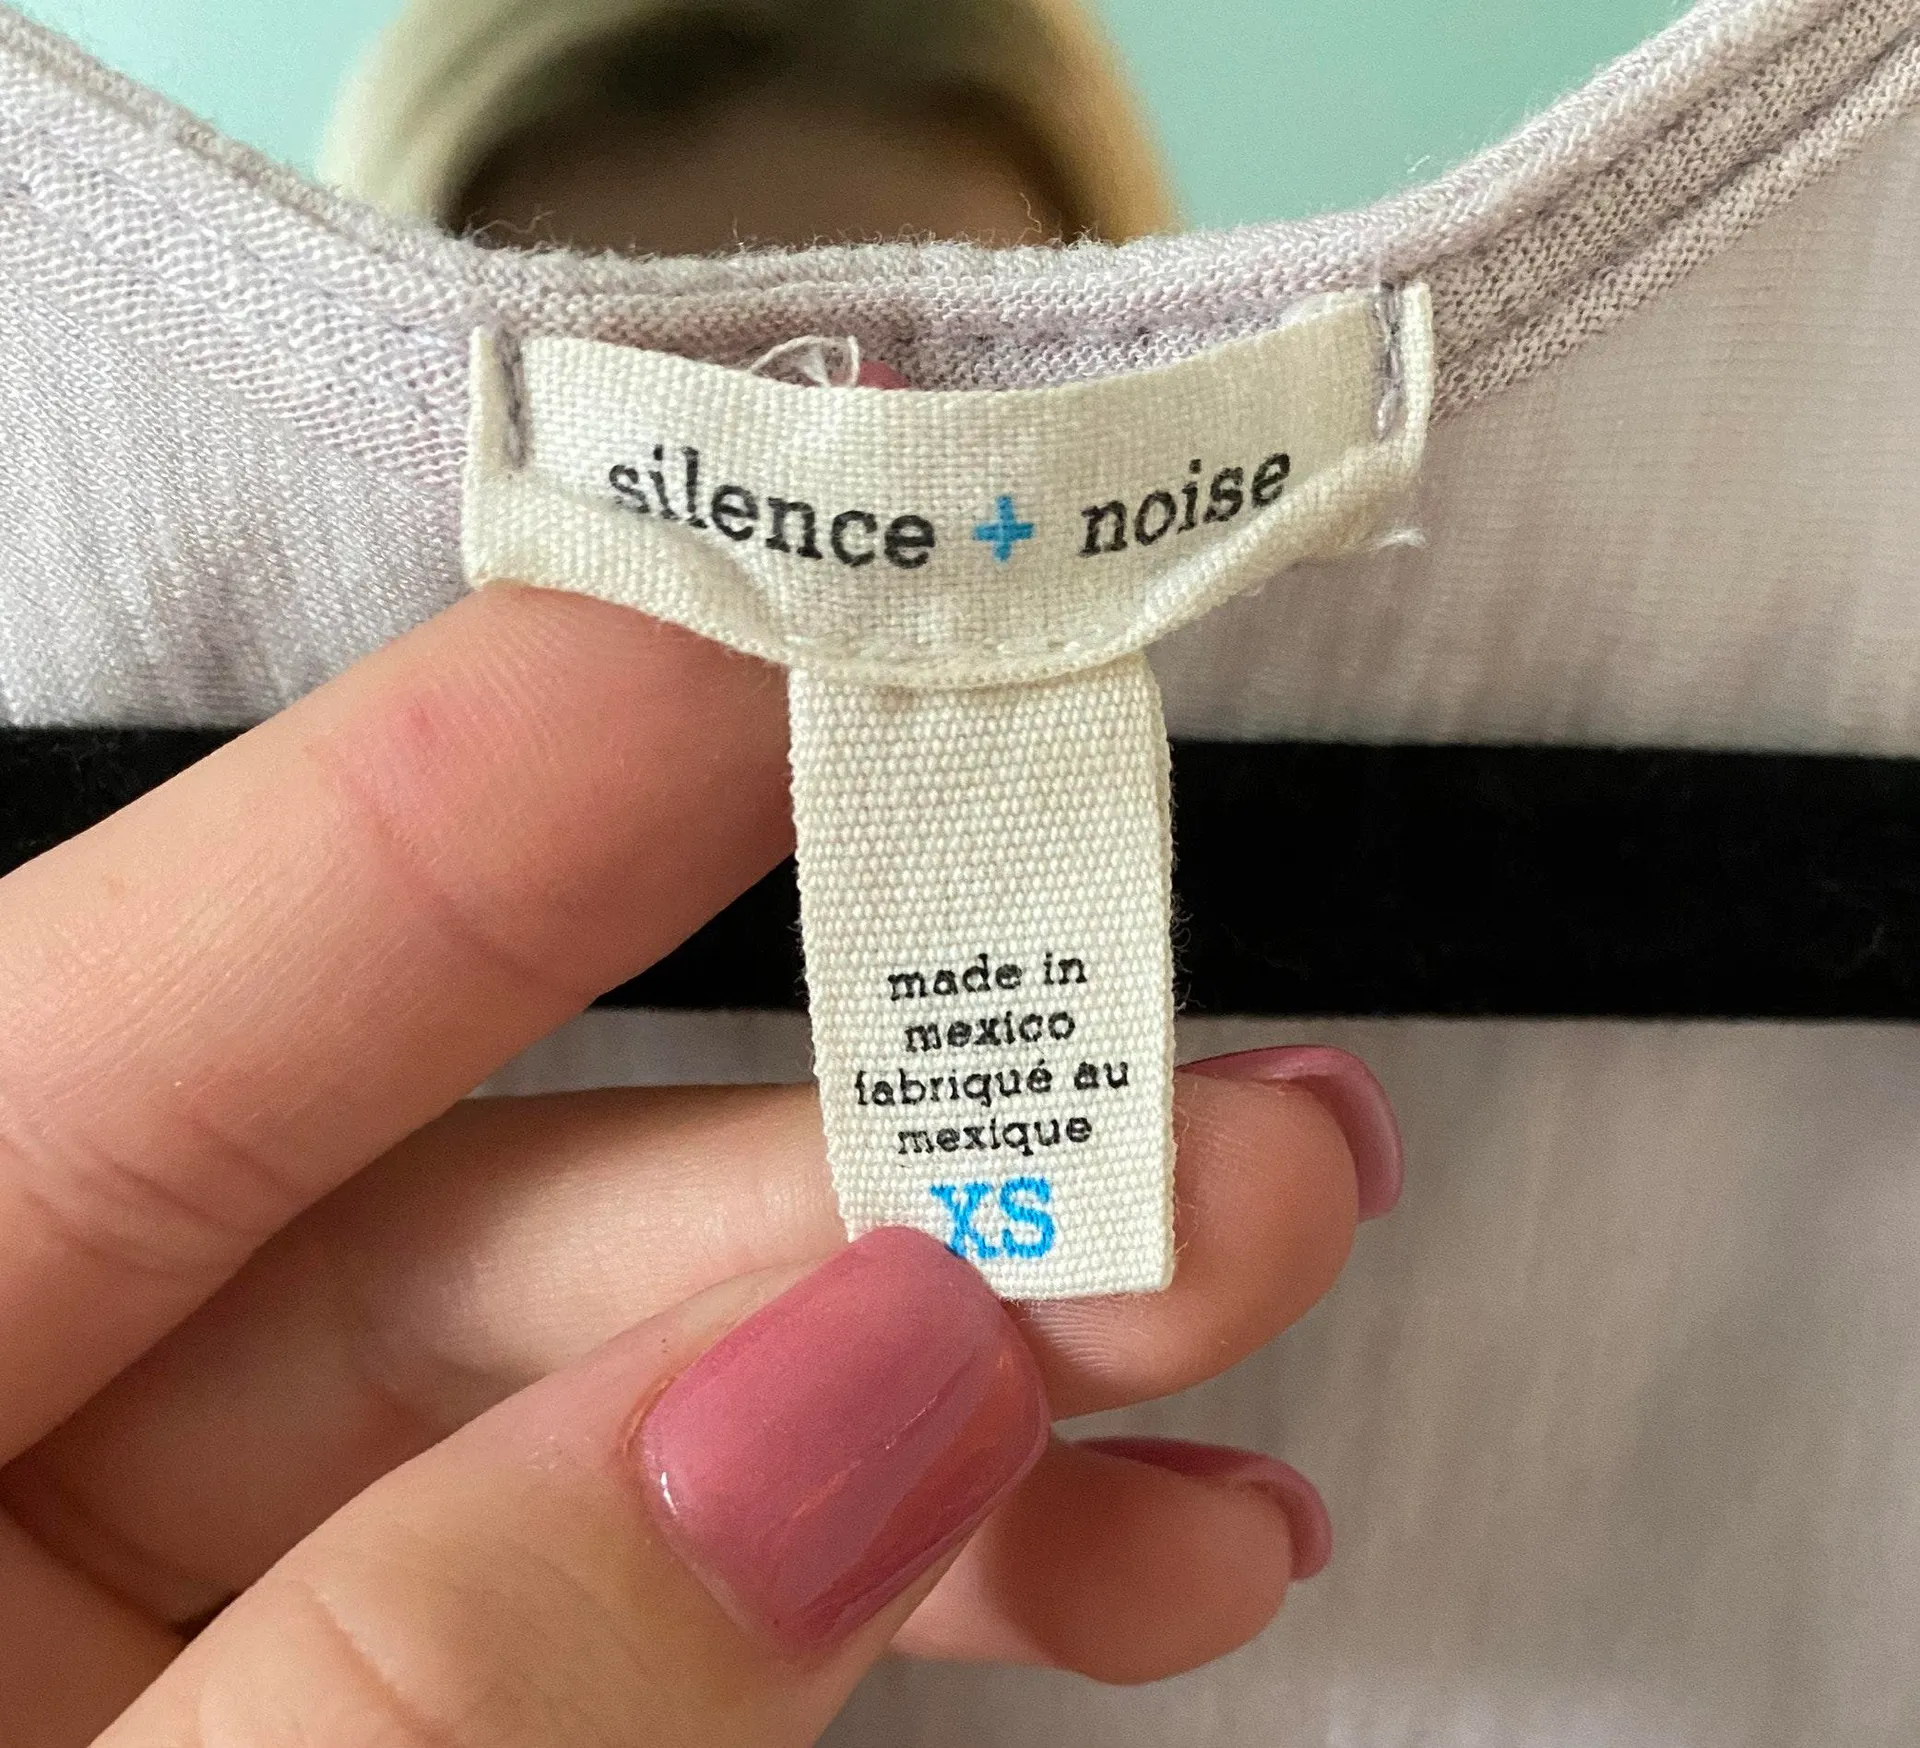 silence + noise
made in
mexico
fabriqué au
mexique
XS